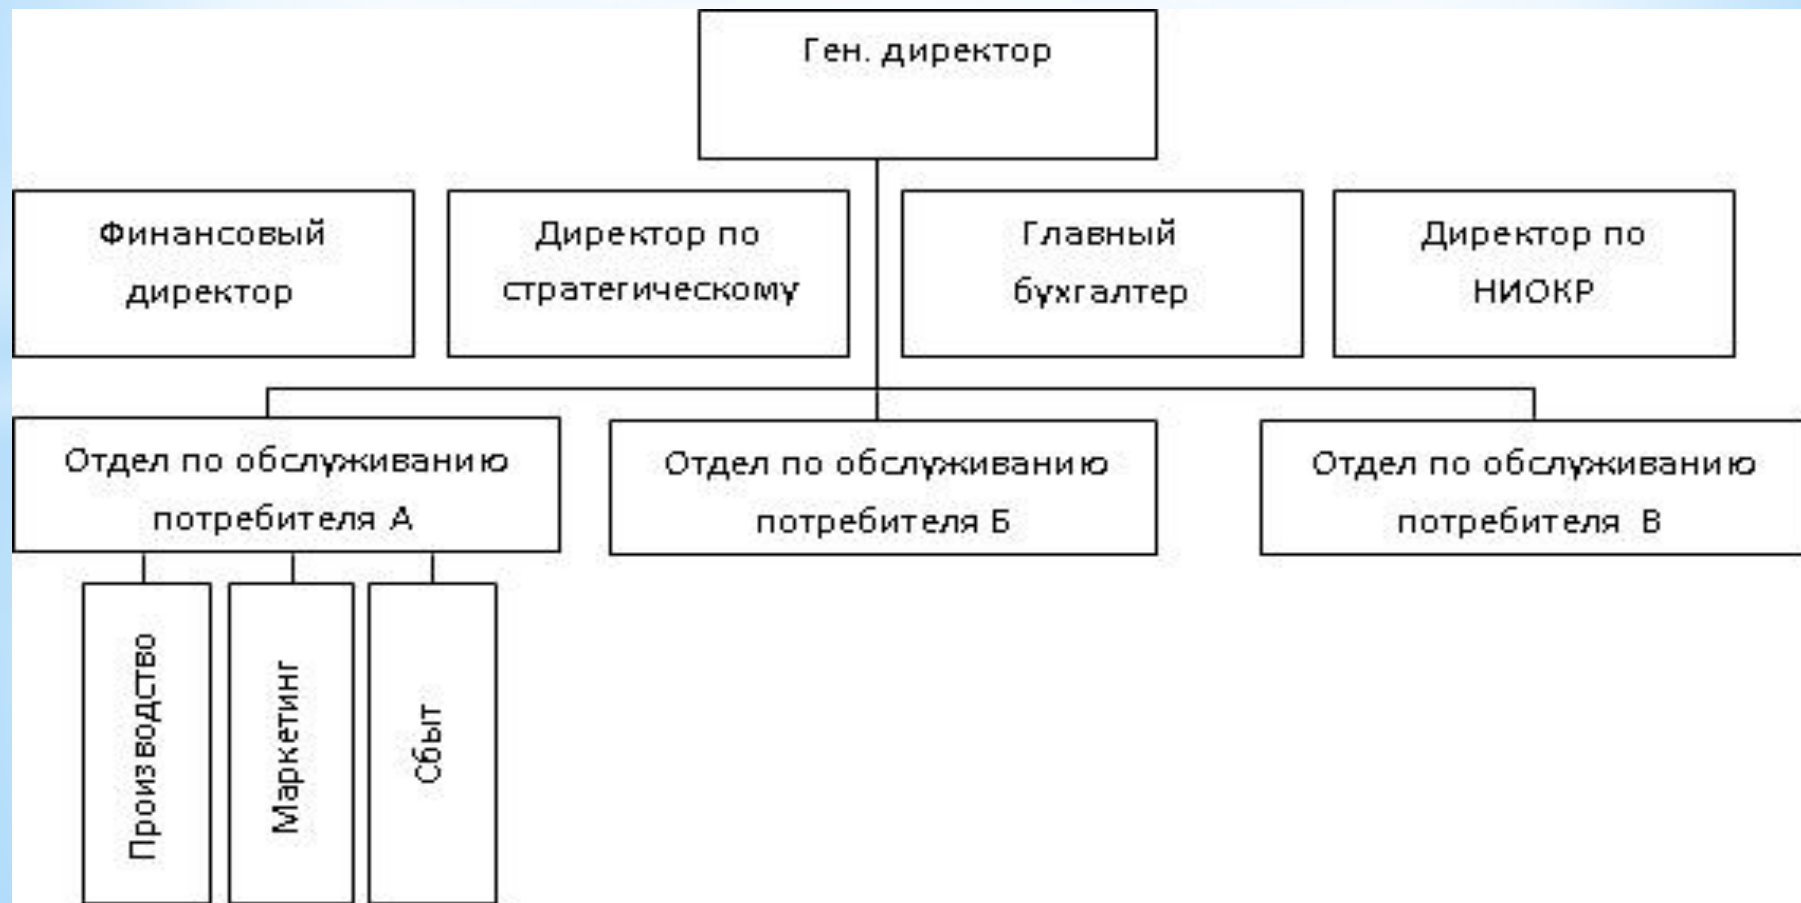 Ген. директор
Финансовый
директор
Директор по
стратегическому
Главный
бухгалтер
Директор по
НИОКР
Отдел по обслуживанию
потребителя А
Отдел по обслуживанию
потребителя Б
Отдел по обслуживанию
потребителя В
Производство
Маркетинг
Сбыт